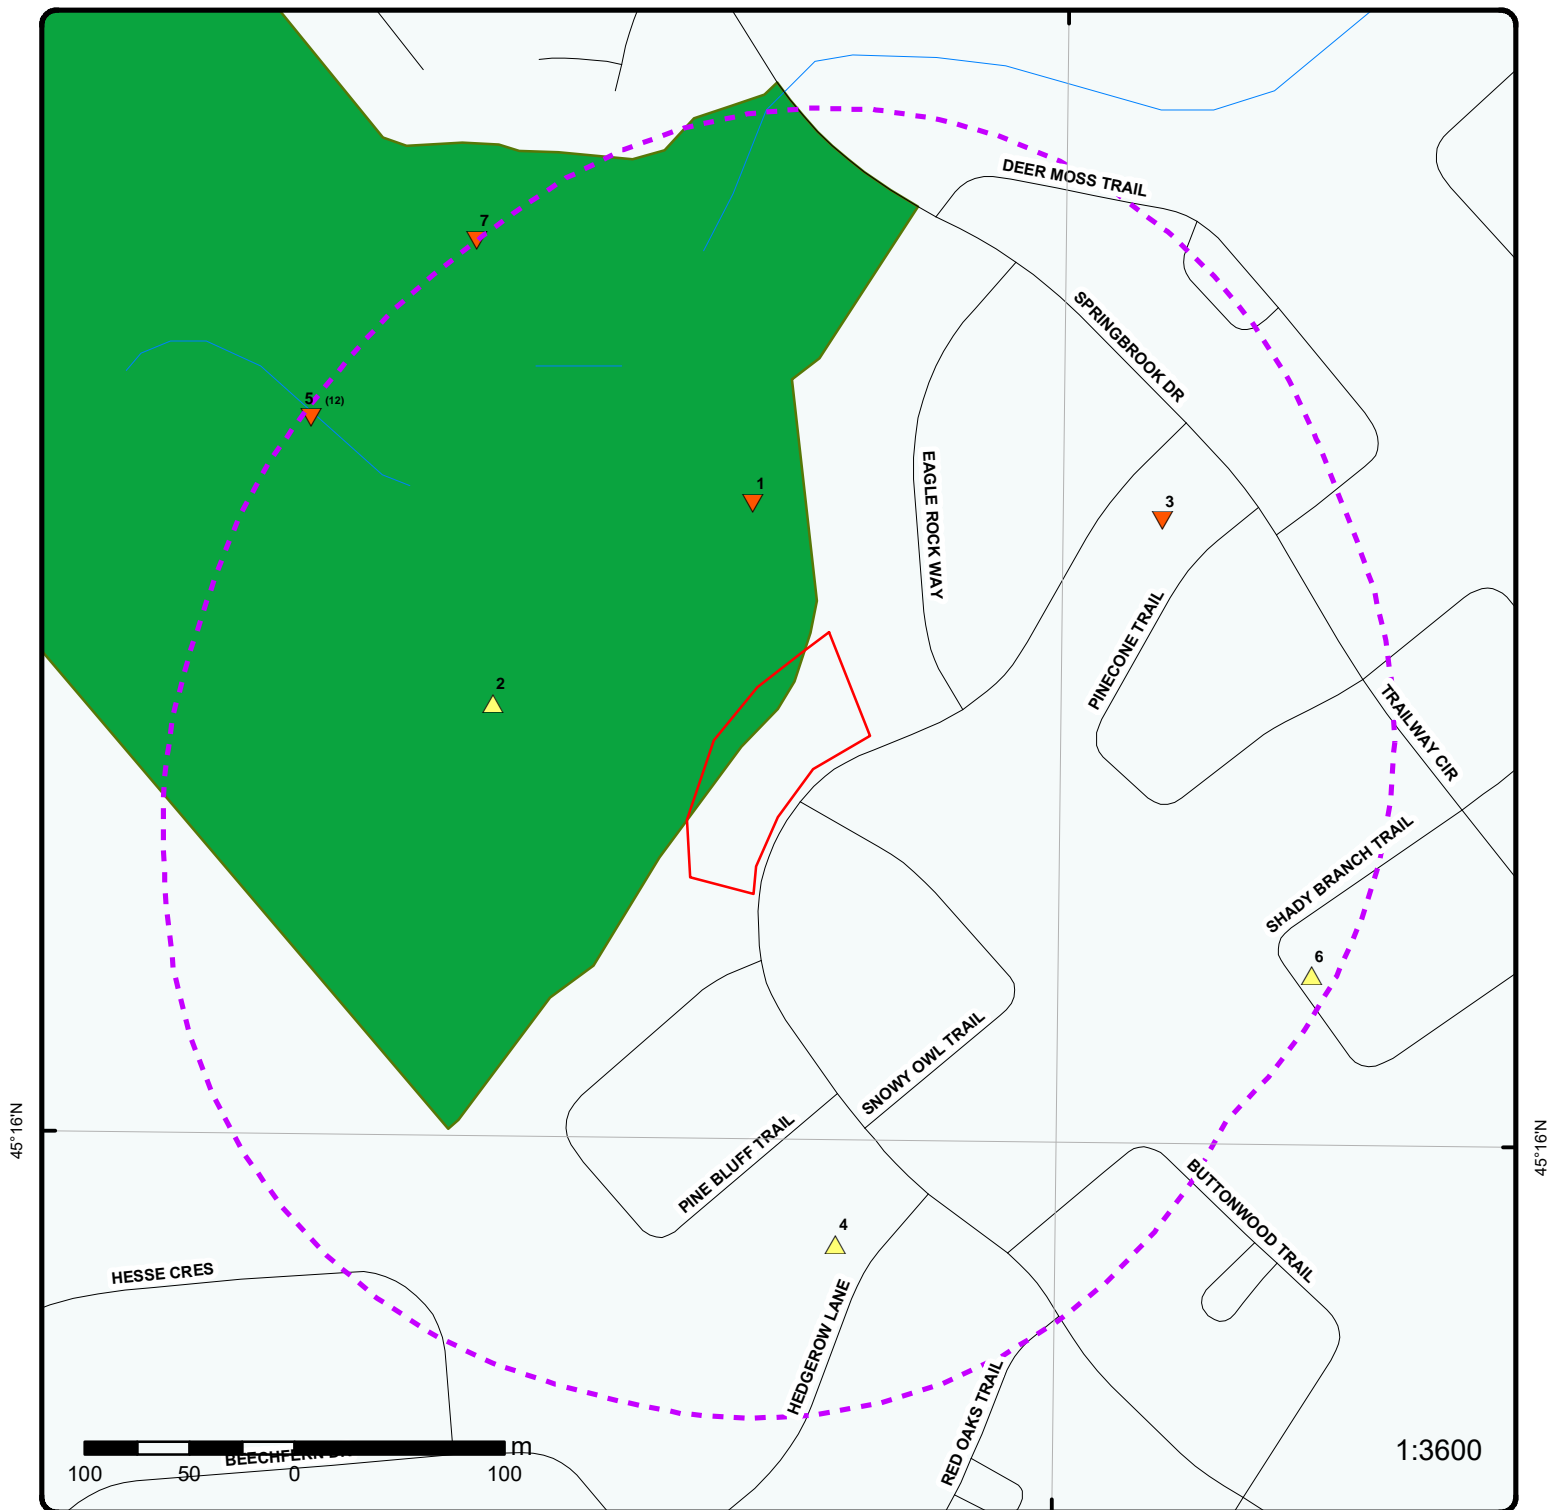 DEER MOSS TRAIL
7
SPRINGBROOK DR
5 (12)
EAGLE ROCK WAY
1
3
PINECONE TRAIL
2
TRAILWAY CIR
SHADY BRANCH TRAIL
6
SNOWY OWL TRAIL
45°16'N
45°16'N
PINE BLUFF TRAIL
BUTTONWOOD TRAIL
4
HESSE CRES
HEDGEROW LANE
RED OAKS TRAIL
m
1:3600
BEECHFERN
100 50 0 100